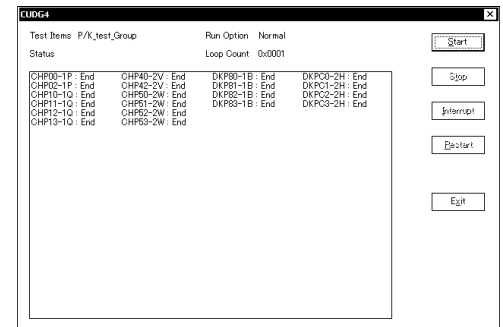 CUDG4 X
Test Items P/K_test_Group Run Option Normal
Status Loop Count 0x0001
Start
CHP00-1P : End CHP40-2V : End DKP80-1B : End DKPC0-2H : End
CHP02-1P : End CHP42-2V : End DKP81-1B : End DKPC1-2H : End
CHP10-1Q : End CHP50-2W : End DKP82-1B : End DKPC2-2H : End
CHP11-1Q : End CHP51-2W : End DKP83-1B : End DKPC3-2H : End
CHP12-1Q : End CHP52-2W : End
CHP13-1Q : End CHP53-2W : End
Stop
Interrupt
Restart
Exit